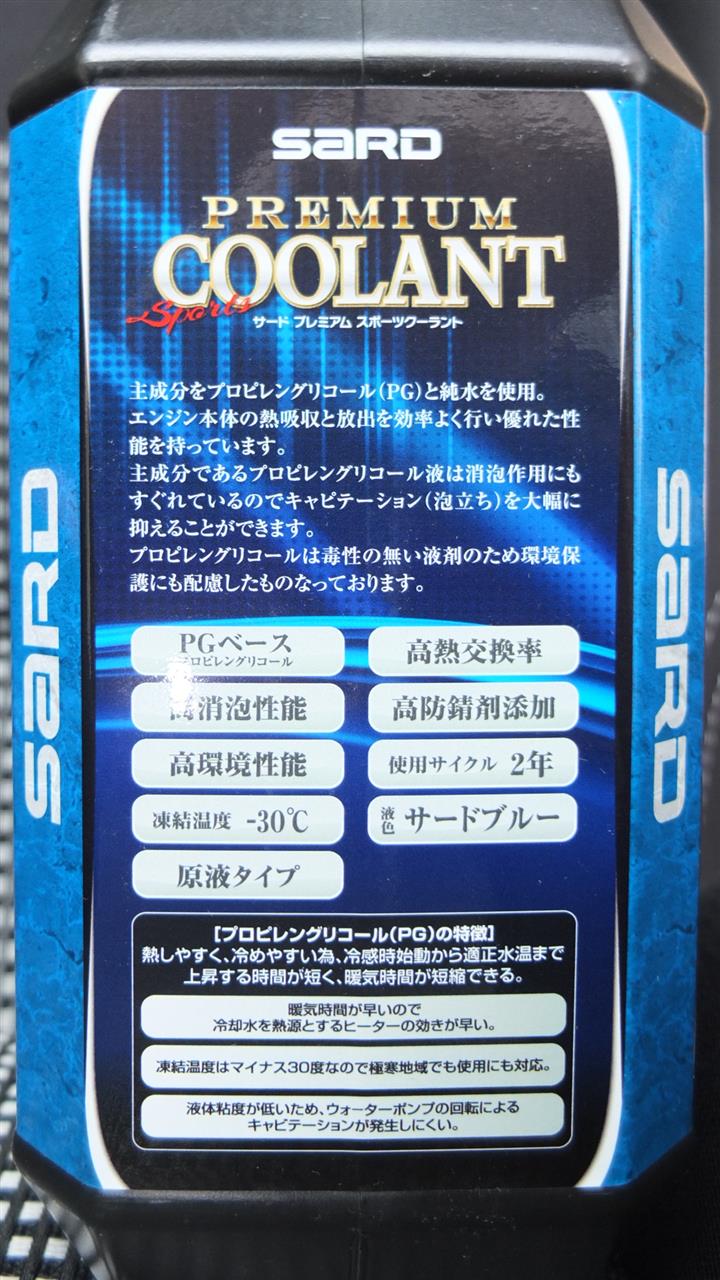 SARD
PREMIUM
COOLANT
Sports
サード プレミアム スポーツクーラント
主成分をプロピレングリコール(PG)と純水を使用。
エンジン本体の熱吸収と放出を効率よく行い優れた性
能を持っています。
主成分であるプロピレングリコール液は消泡作用にも
すぐれているのでキャビテーション(泡立ち)を大幅に
抑えることができます。
プロピレングリコールは毒性の無い液剤のため環境保
護にも配慮したものなっております。
PGベース
プロピレングリコール
高熱交換率
高消泡性能
高防錆剤添加
高環境性能
使用サイクル 2年
凍結温度 -30℃
液色 サードブルー
原液タイプ
[プロピレングリコール(PG)の特徴]
熱しやすく、冷めやすい為、冷感時始動から適正水温まで
上昇する時間が短く、暖気時間が短縮できる。
暖気時間が早いので
冷却水を熱源とするヒーターの効きが早い。
凍結温度はマイナス30度なので極寒地域でも使用にも対応。
液体粘度が低いため、ウォーターポンプの回転による
キャビテーションが発生しにくい。
SARD
SARD